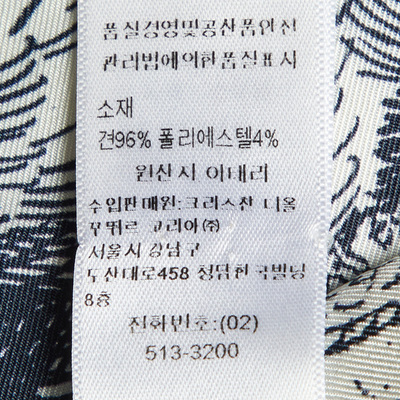 품질경영및공산품안전
관리법에의한품질표시
소재
견96% 폴리에스텔4%
원산지 이태리
수입판매원:크리스챤 디올
꾸뛰르 코리아㈜
서울시 강남구
도산대로458 청담한국빌딩
8층
전화번호:(02)
513-3200